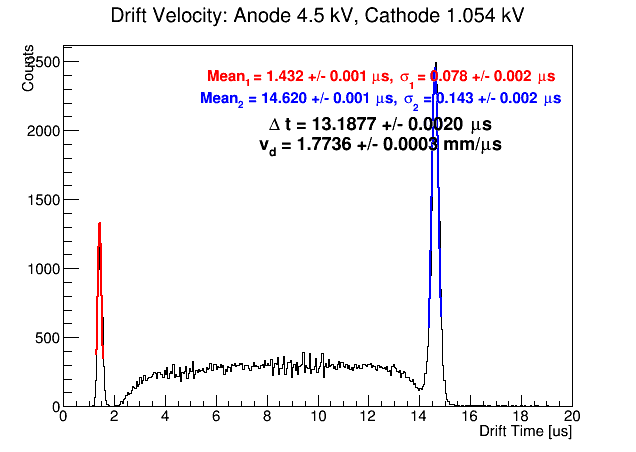 Drift Velocity: Anode 4.5 kV, Cathode 1.054 kV
Counts
2500
2000
1500
1000
500
0
Mean1 = 1.432 +/- 0.001 μs, σ1 = 0.078 +/- 0.002 μs
Mean2 = 14.620 +/- 0.001 μs, σ2 = 0.143 +/- 0.002 μs
Δ t = 13.1877 +/- 0.0020 μs
vd = 1.7736 +/- 0.0003 mm/μs
0 2 4 6 8 10 12 14 16 18 20
Drift Time [us]